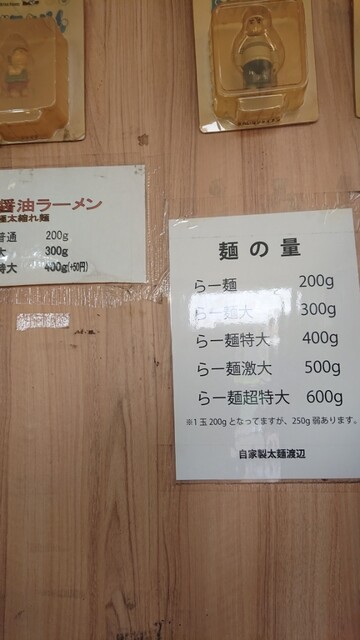 醤油ラーメン
極太縮れ麺
普通 200g
大 300g
特大 400g(+50円)
麺の量
らー麺 200g
らー麺大 300g
らー麺特大 400g
らー麺激大 500g
らー麺超特大 600g
※1玉200gとなってますが、250g弱あります。
自家製太麺渡辺